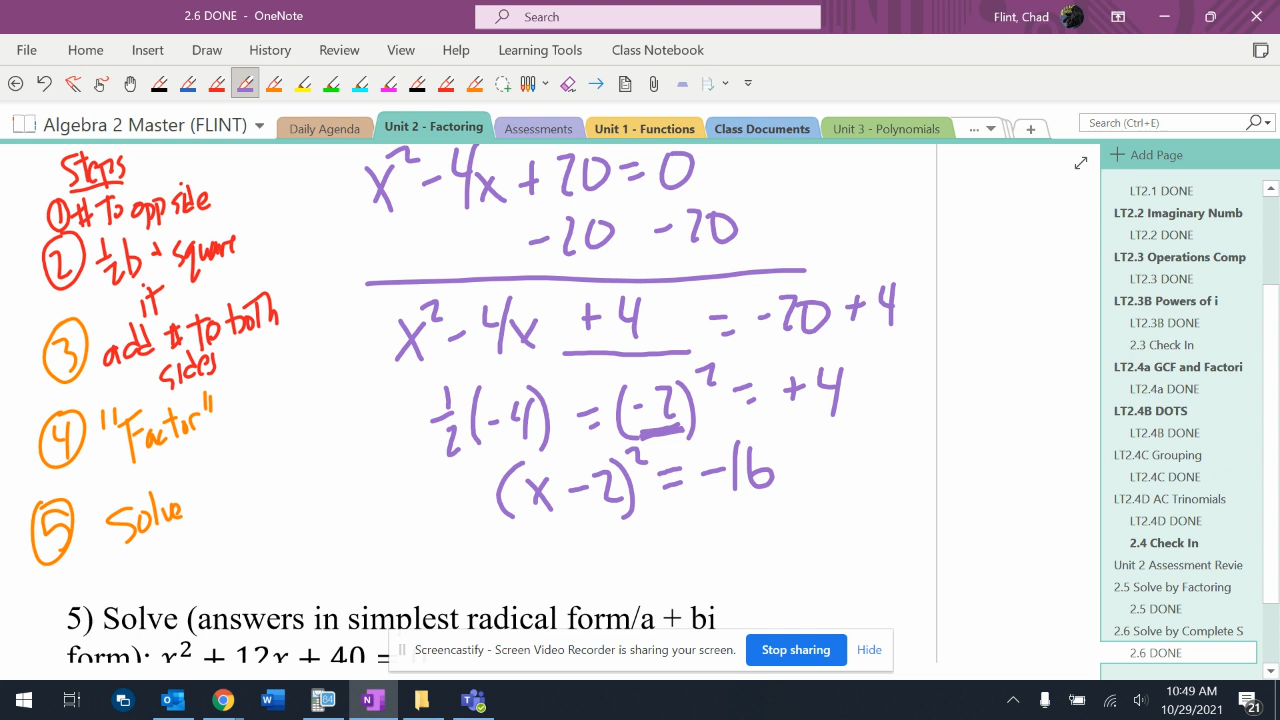 2.6 DONE - OneNote
Search
Flint, Chad
File Home Insert Draw History Review View Help Learning Tools Class Notebook
Algebra 2 Master (FLINT)
Daily Agenda
Unit 2 - Factoring
Assessments
Unit 1 - Functions
Class Documents
Unit 3 - Polynomials
...
Search (Ctrl+E)
Steps
① # to opp side
② ½b + square
it
③ add # to both
sides
④ "Factor"
⑤ Solve
x² - 4x + 20 = 0
-20 -20
x² - 4x + 4 = -20 + 4
½(-4) = (-2)² = +4
(x - 2)² = -16
5) Solve (answers in simplest radical form/a + bi
form): x² + 12x + 40 =
Screencastify - Screen Video Recorder is sharing your screen.
Stop sharing
Hide
Add Page
LT2.1 DONE
LT2.2 Imaginary Numb
LT2.2 DONE
LT2.3 Operations Comp
LT2.3 DONE
LT2.3B Powers of i
LT2.3B DONE
2.3 Check In
LT2.4a GCF and Factori
LT2.4a DONE
LT2.4B DOTS
LT2.4B DONE
LT2.4C Grouping
LT2.4C DONE
LT2.4D AC Trinomials
LT2.4D DONE
2.4 Check In
Unit 2 Assessment Revie
2.5 Solve by Factoring
2.5 DONE
2.6 Solve by Complete S
2.6 DONE
84
10:49 AM
10/29/2021
21